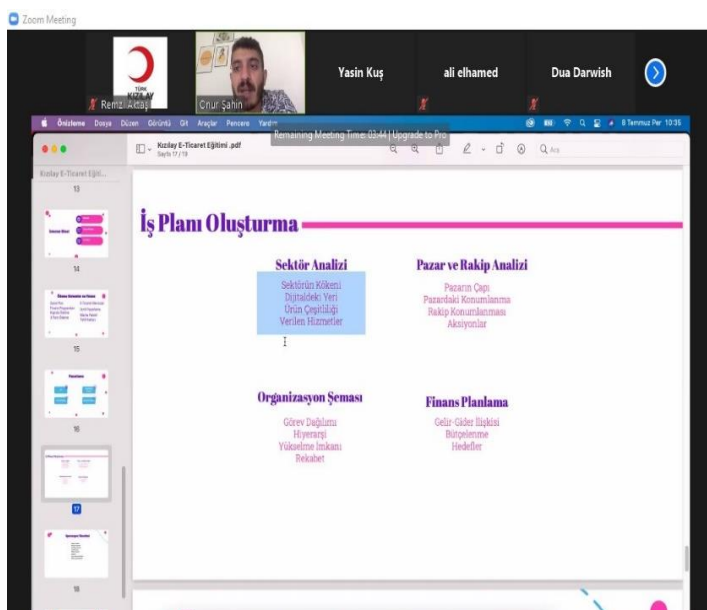 Zoom Meeting
TÜRK
KIZILAY
Remzi Aktaş
Onur Şahin
Yasin Kuş
ali elhamed
Dua Darwish
Önizleme Dosya Düzen Görüntü Git Araçlar Pencere Yardım
8 Temmuz Per 10:35
Remaining Meeting Time: 03:44 | Upgrade to Pro
Kızılay E-Ticaret Eğitimi .pdf
Sayfa 17 / 19
Ara
Kızılay E-Ticaret Eğiti...
13
14
15
16
17
18
İş Planı Oluşturma
Sektör Analizi
Sektörün Kökeni
Dijitaldeki Yeri
Ürün Çeşitliliği
Verilen Hizmetler
Pazar ve Rakip Analizi
Pazarın Çapı
Pazardaki Konumlanma
Rakip Konumlanması
Aksiyonlar
Organizasyon Şeması
Görev Dağılımı
Hiyerarşi
Yükselme İmkanı
Rekabet
Finans Planlama
Gelir-Gider İlişkisi
Bütçelenme
Hedefler